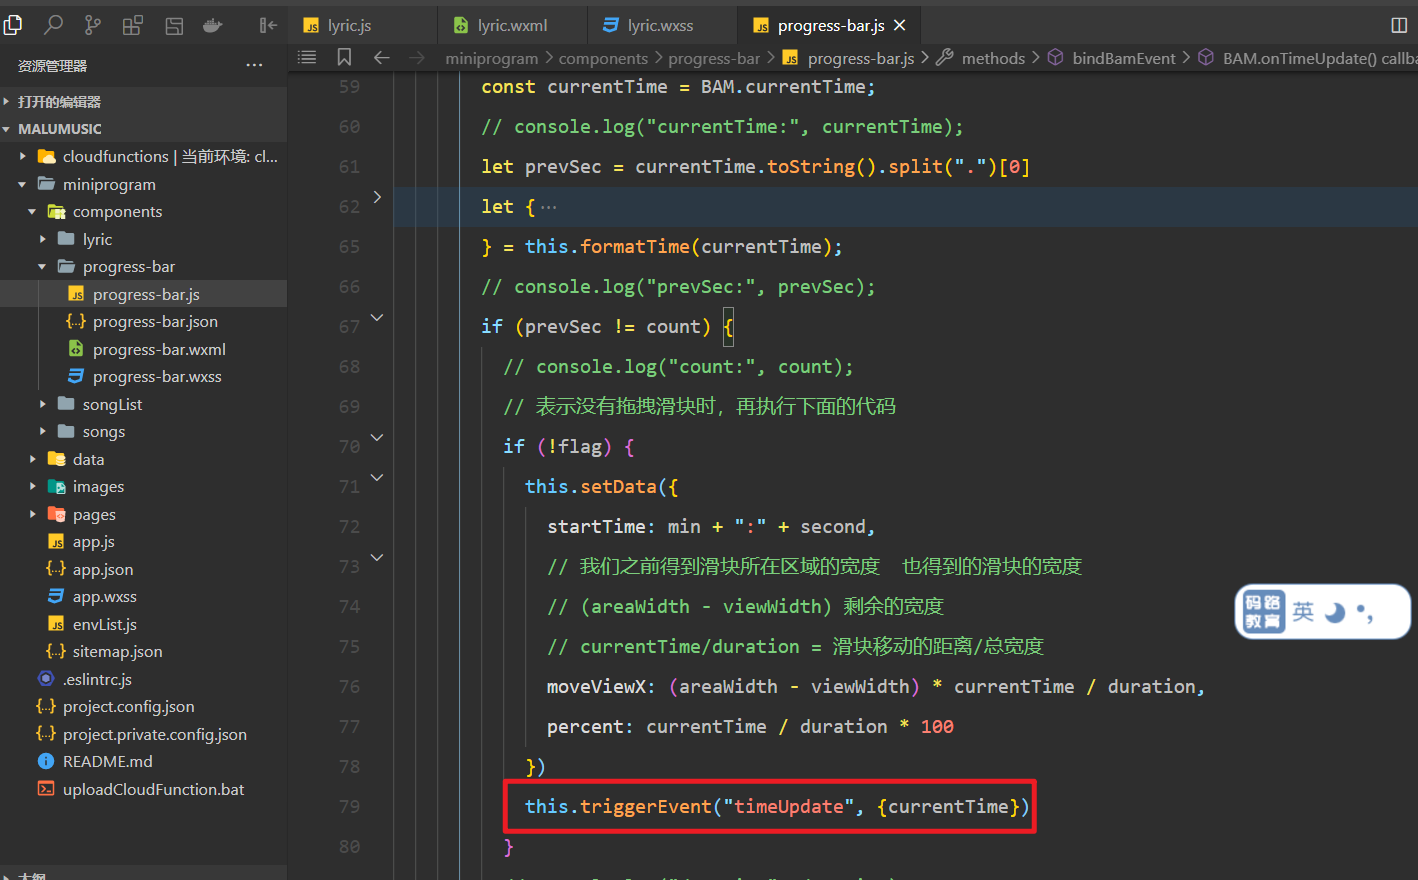 lyric.js
lyric.wxml
lyric.wxss
progress-bar.js
资源管理器
miniprogram
components
progress-bar
progress-bar.js
methods
bindBamEvent
BAM.onTimeUpdate() callba
打开的编辑器
MALUMUSIC
cloudfunctions | 当前环境: cl...
miniprogram
components
lyric
progress-bar
progress-bar.js
progress-bar.json
progress-bar.wxml
progress-bar.wxss
songList
songs
data
images
pages
app.js
app.json
app.wxss
envList.js
sitemap.json
.eslintrc.js
project.config.json
project.private.config.json
README.md
uploadCloudFunction.bat
59 const currentTime = BAM.currentTime;
60 // console.log("currentTime:", currentTime);
61 let prevSec = currentTime.toString().split(".")[0]
62 let {···
65 } = this.formatTime(currentTime);
66 // console.log("prevSec:", prevSec);
67 if (prevSec != count) {
68 // console.log("count:", count);
69 // 表示没有拖拽滑块时，再执行下面的代码
70 if (!flag) {
71 this.setData({
72 startTime: min + ":" + second,
73 // 我们之前得到滑块所在区域的宽度 也得到的滑块的宽度
74 // (areaWidth - viewWidth) 剩余的宽度
75 // currentTime/duration = 滑块移动的距离/总宽度
76 moveViewX: (areaWidth - viewWidth) * currentTime / duration,
77 percent: currentTime / duration * 100
78 })
79 this.triggerEvent("timeUpdate", {currentTime})
80 }
码路教育 英